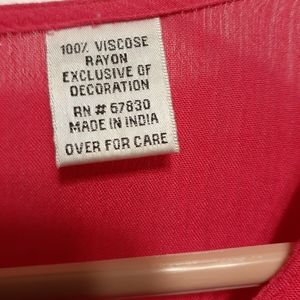 100% VISCOSE
RAYON
EXCLUSIVE OF
DECORATION
RN # 67830
MADE IN INDIA
OVER FOR CARE